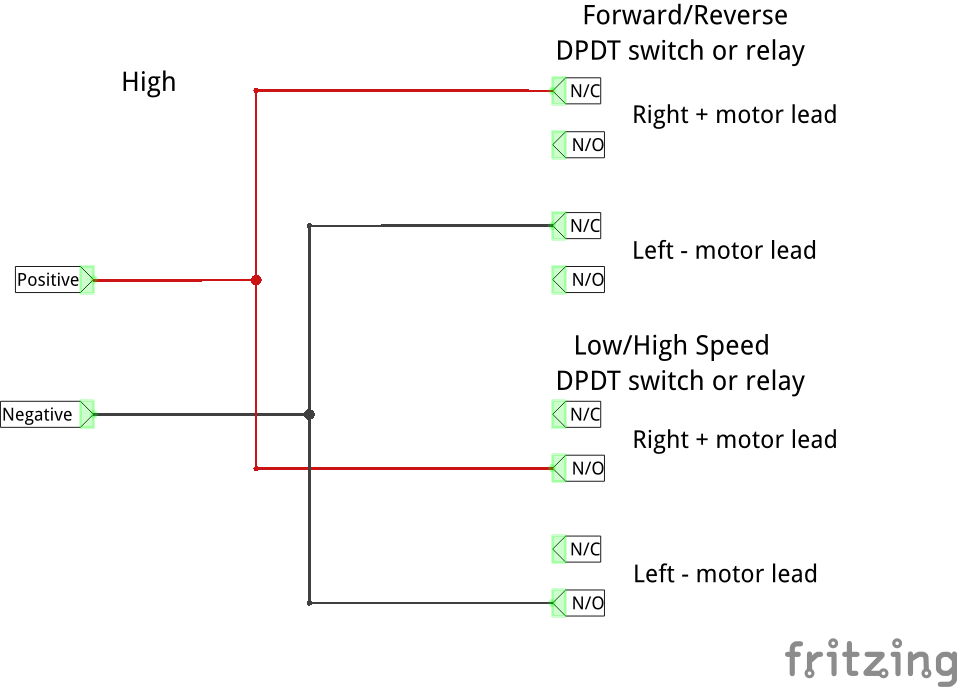 Forward/Reverse
DPDT switch or relay
High
N/C
Right + motor lead
N/O
N/C
Left - motor lead
Positive
N/O
Low/High Speed
DPDT switch or relay
Negative
N/C
Right + motor lead
N/O
N/C
Left - motor lead
N/O
fritzing